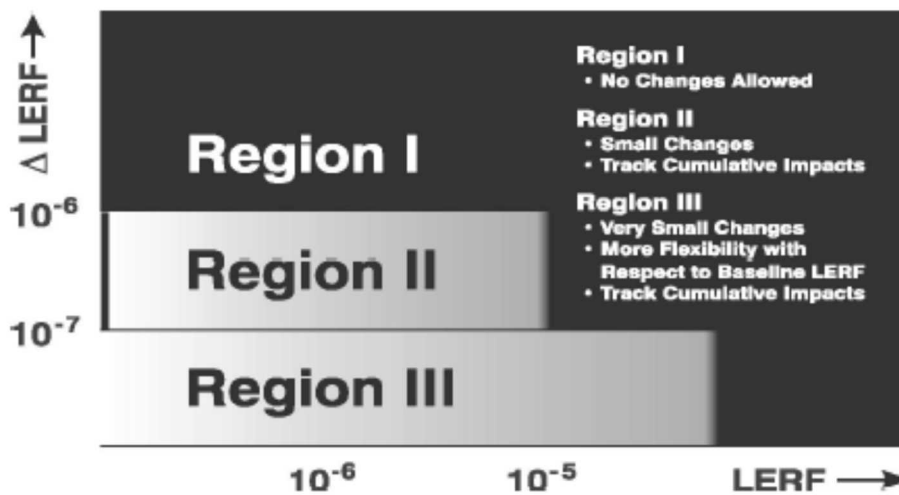 Δ LERF→
Region I
• No Changes Allowed
Region II
• Small Changes
• Track Cumulative Impacts
Region III
• Very Small Changes
• More Flexibility with
Respect to Baseline LERF
• Track Cumulative Impacts
Region I
10⁻⁶
Region II
10⁻⁷
Region III
10⁻⁶
10⁻⁵
LERF →